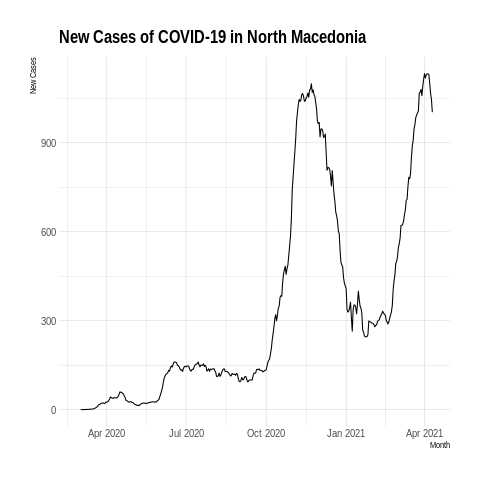 New Cases of COVID-19 in North Macedonia
New Cases
900
600
300
0
Apr 2020
Jul 2020
Oct 2020
Jan 2021
Apr 2021
Month